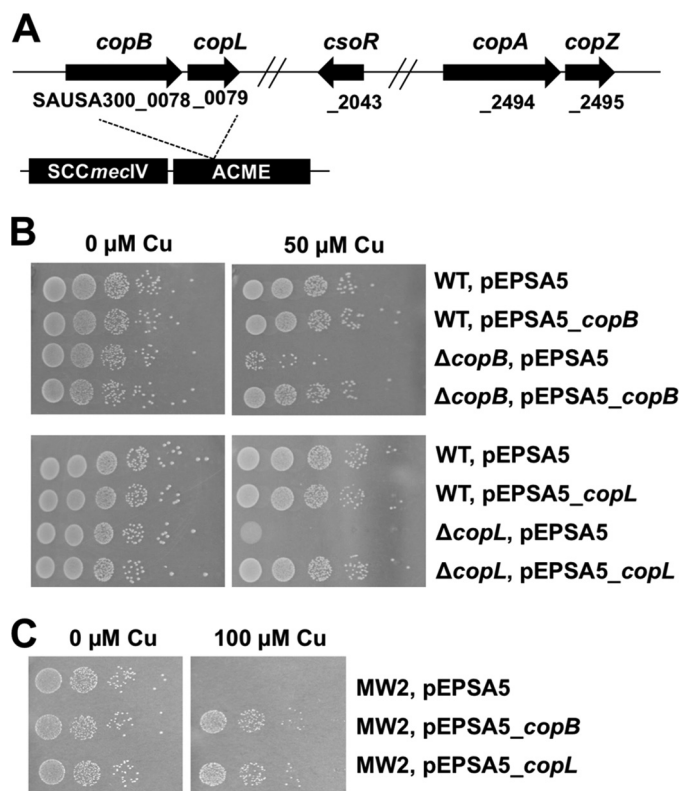 A
copB copL csoR copA copZ
SAUSA300_0078 _0079 _2043 _2494 _2495
SCCmecIV ACME
B
0 µM Cu 50 µM Cu
WT, pEPSA5
WT, pEPSA5_copB
ΔcopB, pEPSA5
ΔcopB, pEPSA5_copB
WT, pEPSA5
WT, pEPSA5_copL
ΔcopL, pEPSA5
ΔcopL, pEPSA5_copL
C
0 µM Cu 100 µM Cu
MW2, pEPSA5
MW2, pEPSA5_copB
MW2, pEPSA5_copL